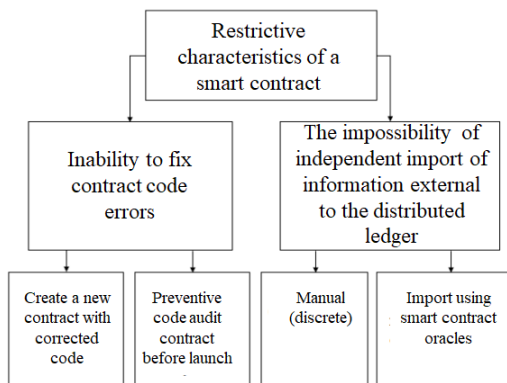 Restrictive
characteristics of a
smart contract
Inability to fix
contract code
errors
The impossibility of
independent import of
information external
to the distributed
ledger
Create a new
contract with
corrected
code
Preventive
code audit
contract
before launch
Manual
(discrete)
Import using
smart contract
oracles